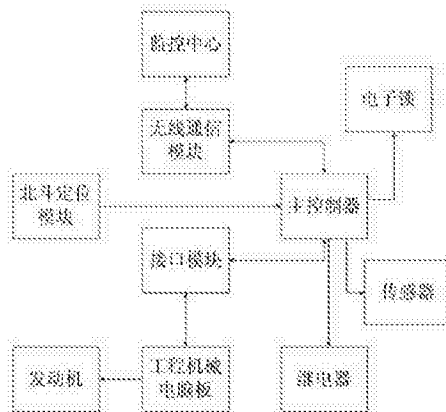 监控中心
电子锁
无线通信
模块
北斗定位
模块
主控制器
接口模块
传感器
发动机
工程机械
电脑板
继电器